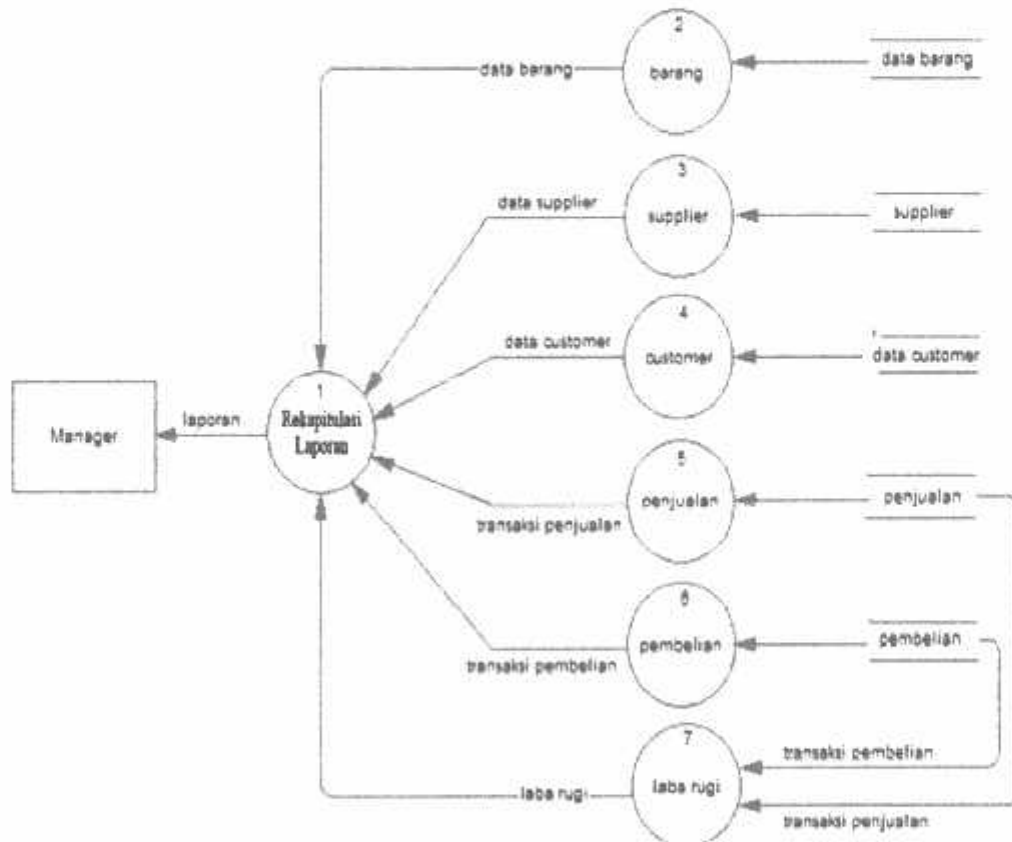 2
barang
data barang
data barang
3
supplier
data supplier
supplier
4
customer
data customer
data customer
1
Rekapitulasi
Laporan
laporan
Manager
5
penjualan
transaksi penjualan
penjualan
6
pembelian
transaksi pembelian
pembelian
7
laba rugi
laba rugi
transaksi pembelian
transaksi penjualan